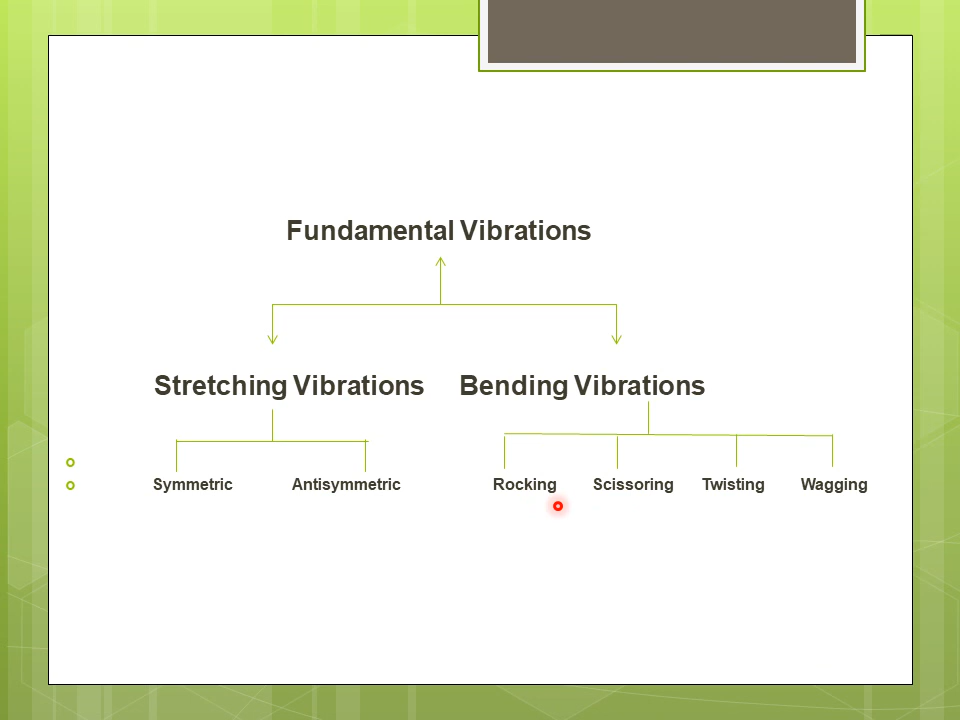 Fundamental Vibrations
Stretching Vibrations Bending Vibrations
Symmetric Antisymmetric Rocking Scissoring Twisting Wagging